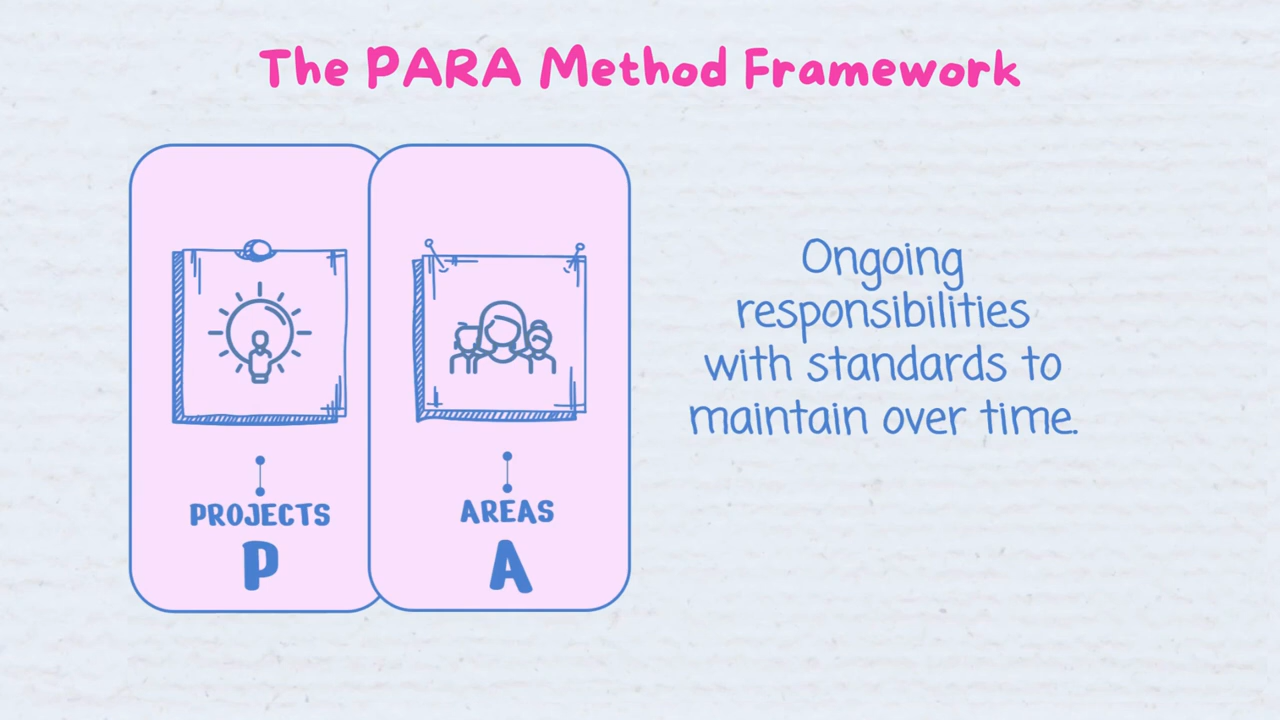 The PARA Method Framework
PROJECTS
P
AREAS
A
Ongoing
responsibilities
with standards to
maintain over time.